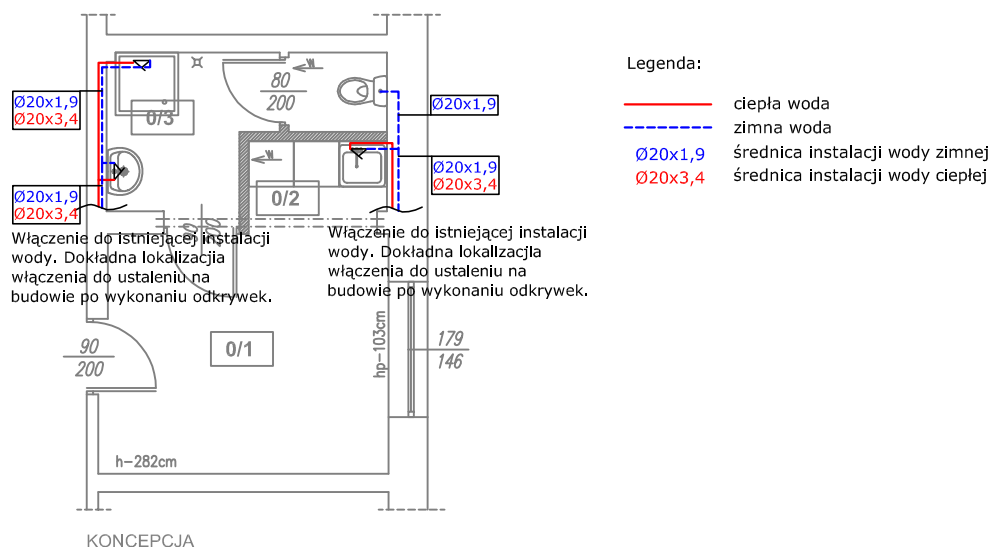 Legenda:
ciepła woda
zimna woda
Ø20x1,9 średnica instalacji wody zimnej
Ø20x3,4 średnica instalacji wody ciepłej
Ø20x1,9
Ø20x3,4
0/3
80
200
Ø20x1,9
Ø20x1,9
Ø20x3,4
Ø20x1,9
Ø20x3,4
0/2
90
200
Włączenie do istniejącej instalacji
wody. Dokładna lokalizacjia
włączenia do ustaleniu na
budowie po wykonaniu odkrywek.
Włączenie do istniejącej instalacji
wody. Dokładna lokalizacjia
włączenia do ustaleniu na
budowie po wykonaniu odkrywek.
90
200
0/1
hp-103cm
179
146
h-282cm
KONCEPCJA